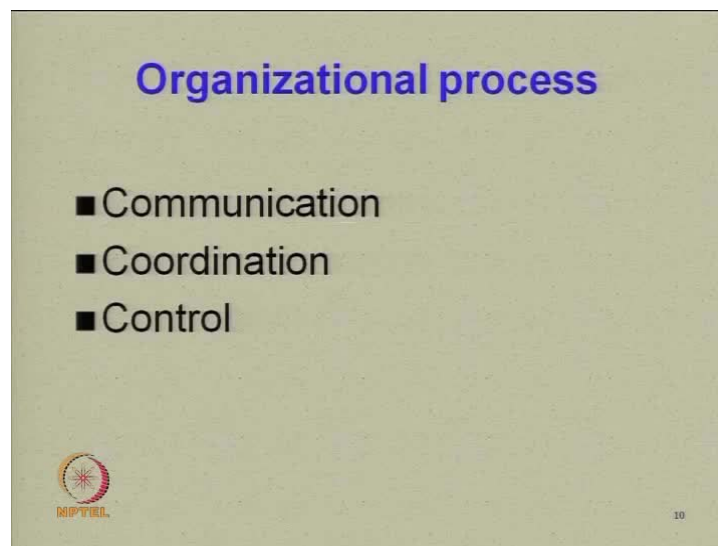 Organizational process
Communication
Coordination
Control
NPTEL
10